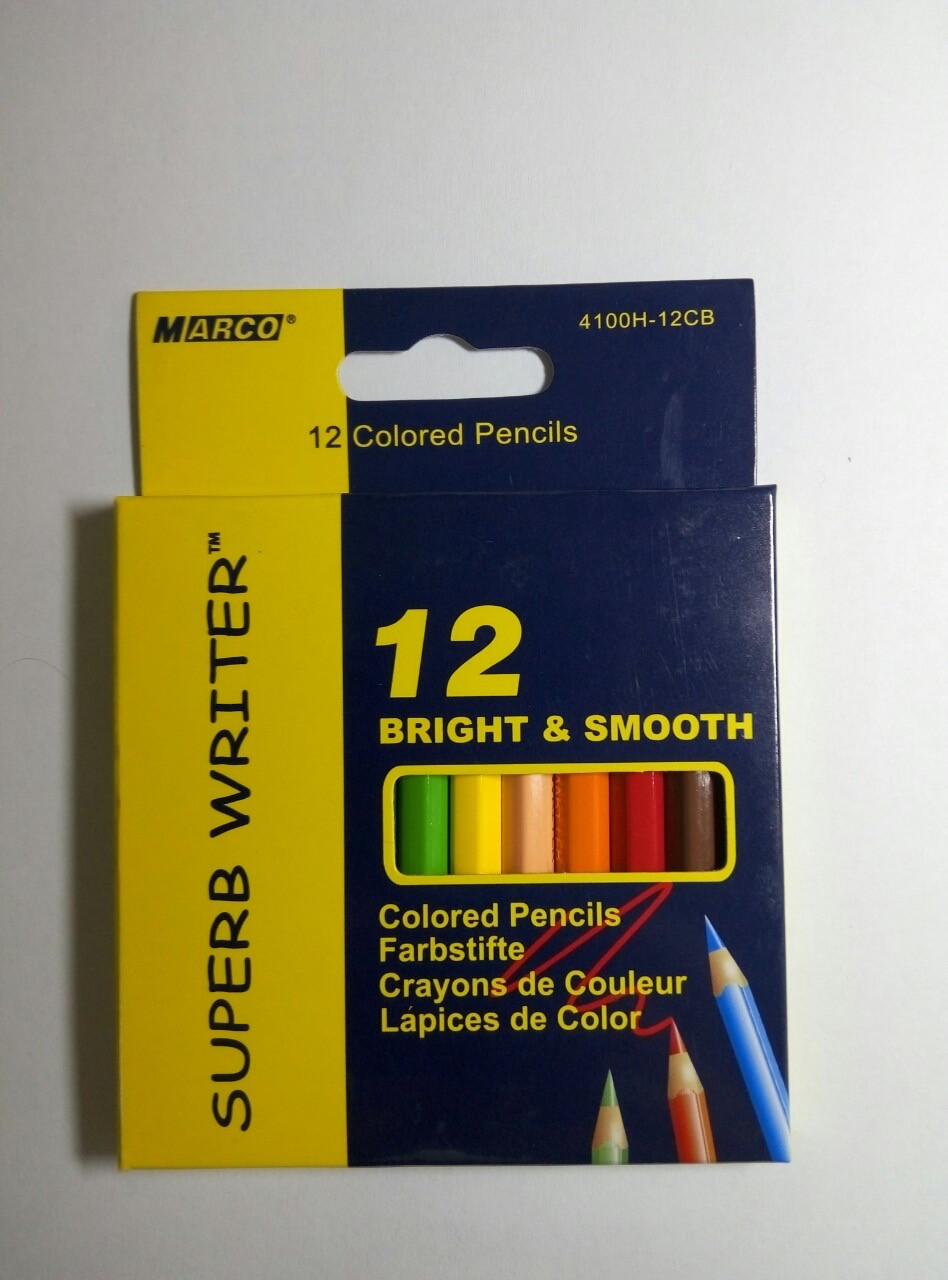 MARCO®
4100H-12CB
12 Colored Pencils
SUPERB WRITER™
12
BRIGHT & SMOOTH
Colored Pencils
Farbstifte
Crayons de Couleur
Lápices de Color